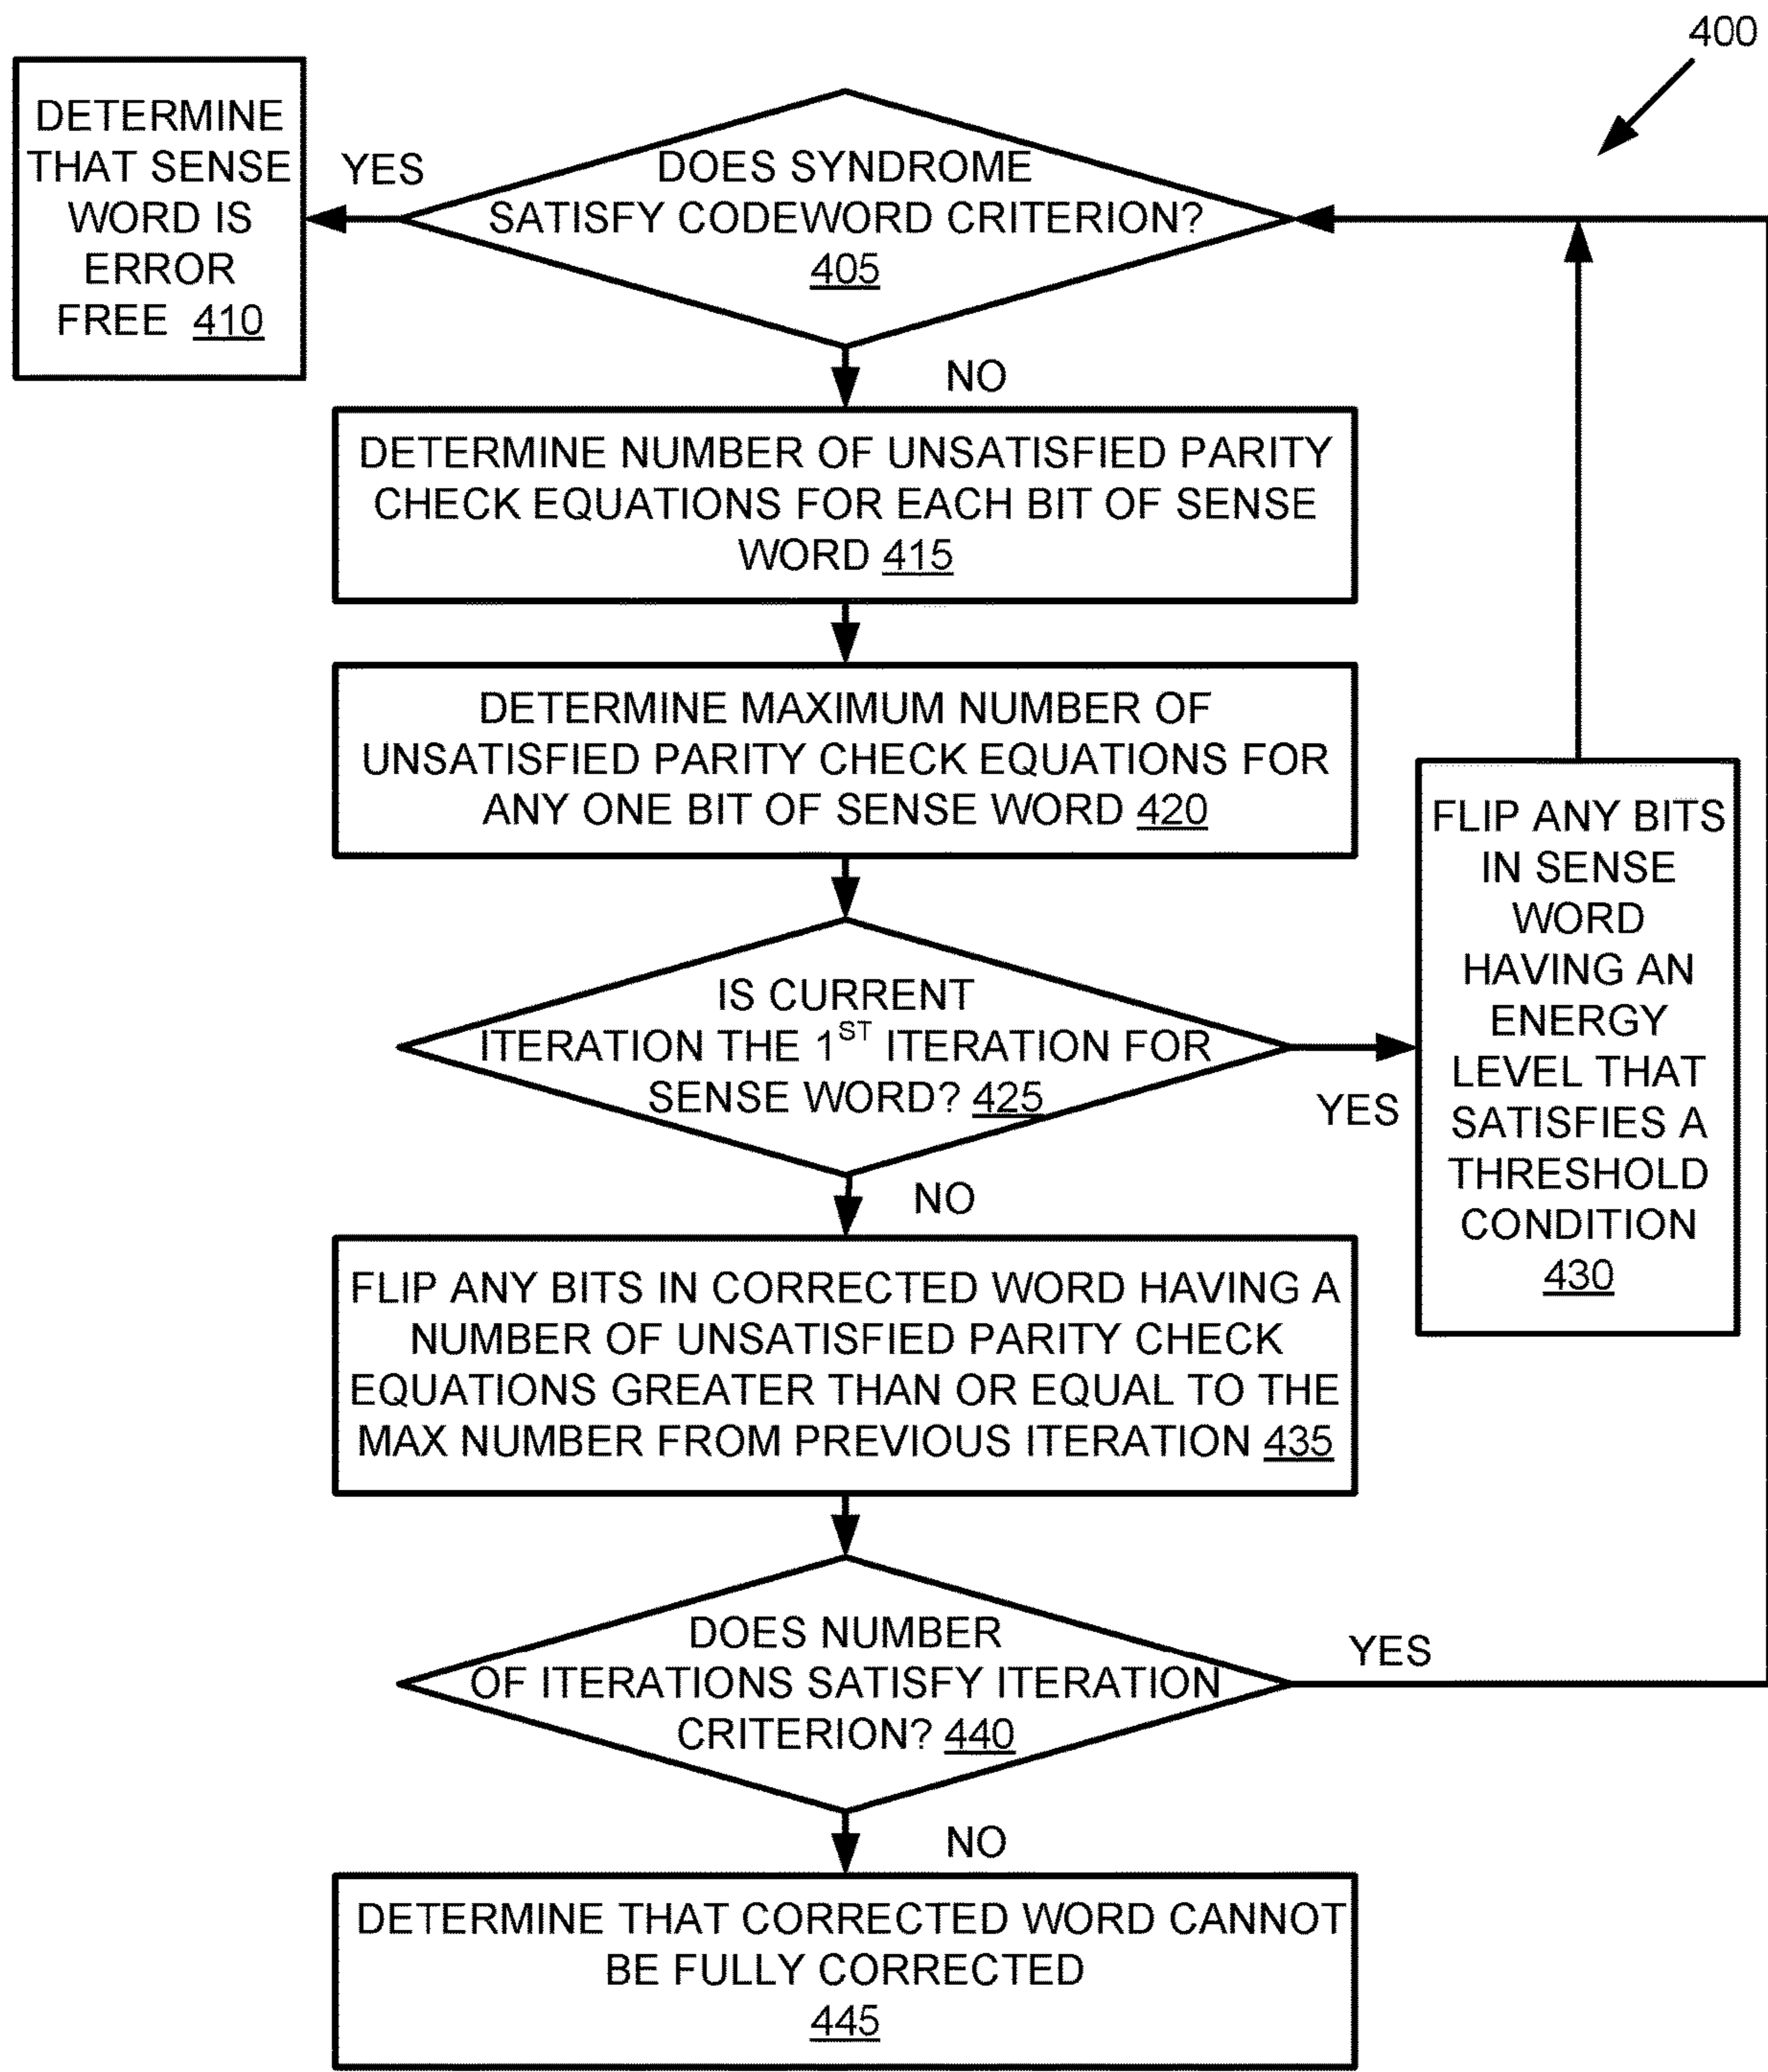 400
DETERMINE
THAT SENSE
WORD IS
ERROR
FREE 410
YES
DOES SYNDROME
SATISFY CODEWORD CRITERION?
405
NO
DETERMINE NUMBER OF UNSATISFIED PARITY
CHECK EQUATIONS FOR EACH BIT OF SENSE
WORD 415
DETERMINE MAXIMUM NUMBER OF
UNSATISFIED PARITY CHECK EQUATIONS FOR
ANY ONE BIT OF SENSE WORD 420
IS CURRENT
ITERATION THE 1ST ITERATION FOR
SENSE WORD? 425
YES
FLIP ANY BITS
IN SENSE
WORD
HAVING AN
ENERGY
LEVEL THAT
SATISFIES A
THRESHOLD
CONDITION
430
NO
FLIP ANY BITS IN CORRECTED WORD HAVING A
NUMBER OF UNSATISFIED PARITY CHECK
EQUATIONS GREATER THAN OR EQUAL TO THE
MAX NUMBER FROM PREVIOUS ITERATION 435
DOES NUMBER
OF ITERATIONS SATISFY ITERATION
CRITERION? 440
YES
NO
DETERMINE THAT CORRECTED WORD CANNOT
BE FULLY CORRECTED
445